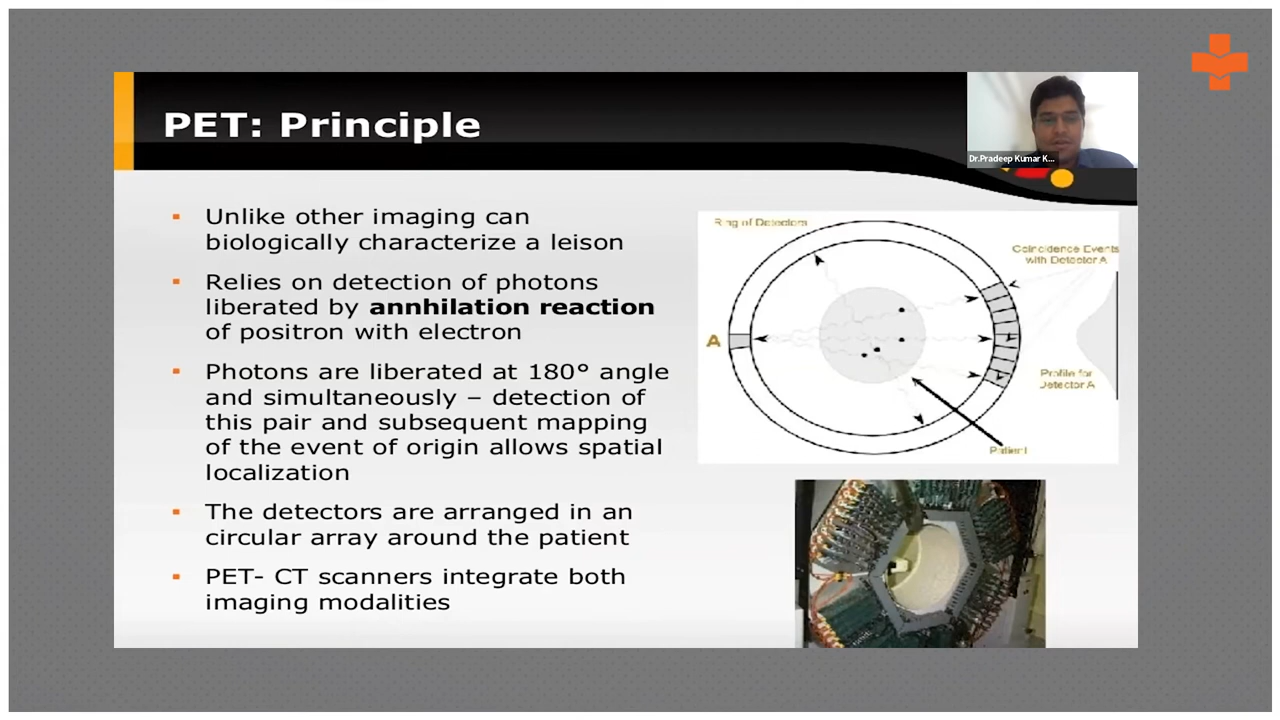 PET: Principle
Dr.Pradeep Kumar K...
▪ Unlike other imaging can
biologically characterize a leison
▪ Relies on detection of photons
liberated by annhilation reaction
of positron with electron
▪ Photons are liberated at 180° angle
and simultaneously – detection of
this pair and subsequent mapping
of the event of origin allows spatial
localization
▪ The detectors are arranged in an
circular array around the patient
▪ PET- CT scanners integrate both
imaging modalities
Ring of Detectors
Coincidence Events
with Detector A
A
Profile for
Detector A
Patient